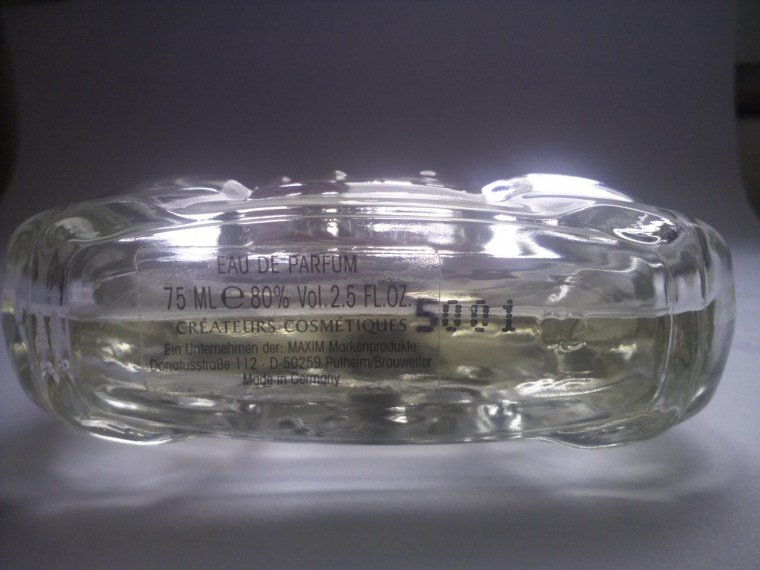 EAU DE PARFUM
75 ML ℮ 80% Vol. 2.5 FL.OZ.
CRÉATEURS COSMÉTIQUES
5001
Ein Unternehmen der: MAXIM Markenprodukte
Donatusstraße 112 · D-50259 Pulheim/Brauweiler
Made in Germany